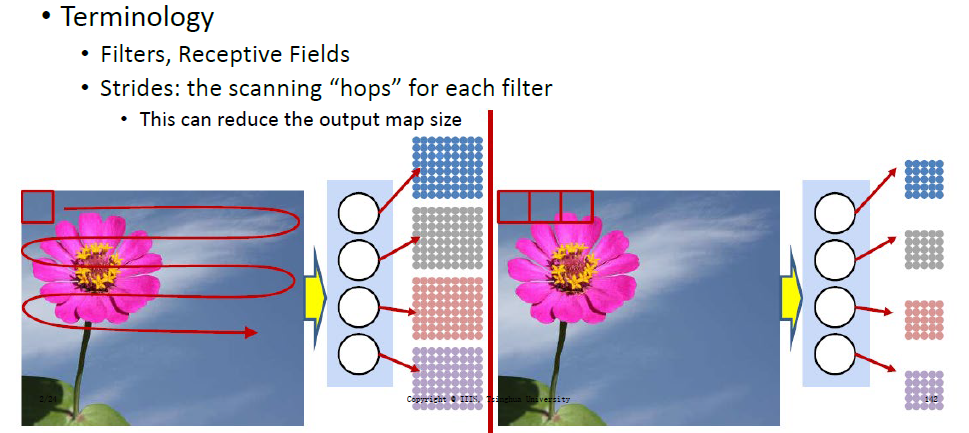 • Terminology
• Filters, Receptive Fields
• Strides: the scanning “hops” for each filter
• This can reduce the output map size
Copyright © IIIS, Tsinghua University
142